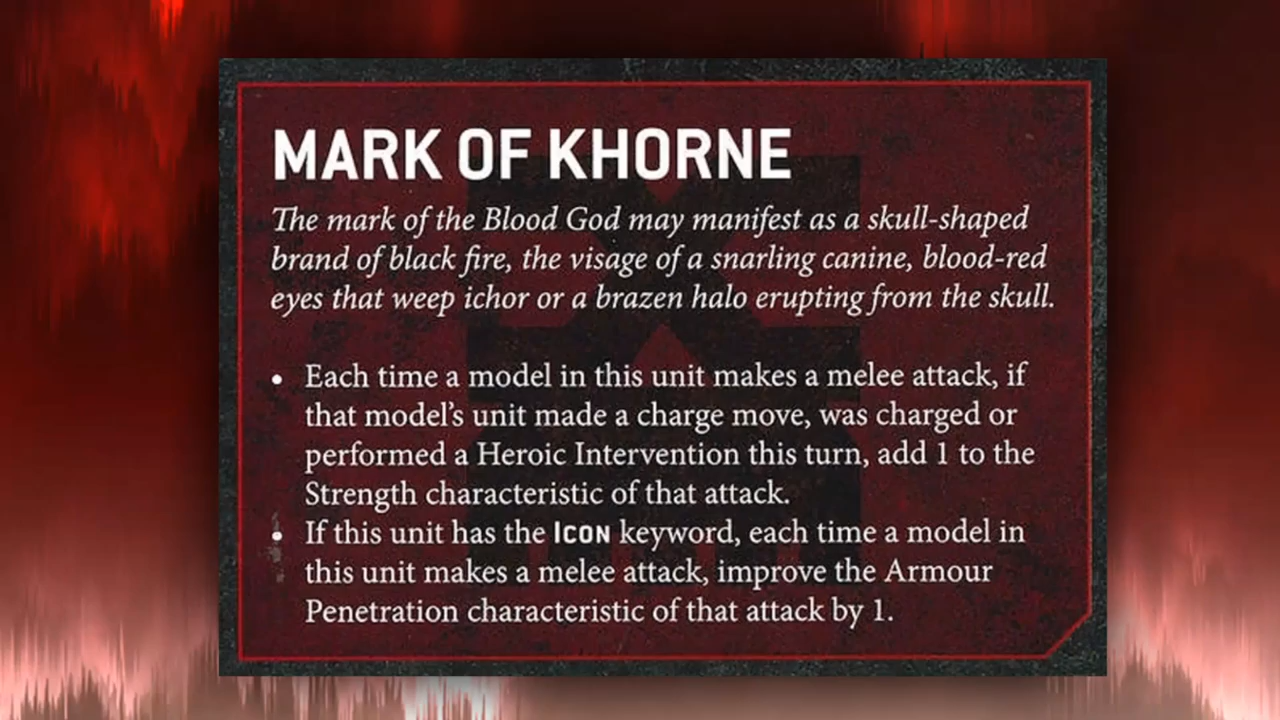 MARK OF KHORNE
The mark of the Blood God may manifest as a skull-shaped
brand of black fire, the visage of a snarling canine, blood-red
eyes that weep ichor or a brazen halo erupting from the skull.
• Each time a model in this unit makes a melee attack, if
that model's unit made a charge move, was charged or
performed a Heroic Intervention this turn, add 1 to the
Strength characteristic of that attack.
• If this unit has the ICON keyword, each time a model in
this unit makes a melee attack, improve the Armour
Penetration characteristic of that attack by 1.